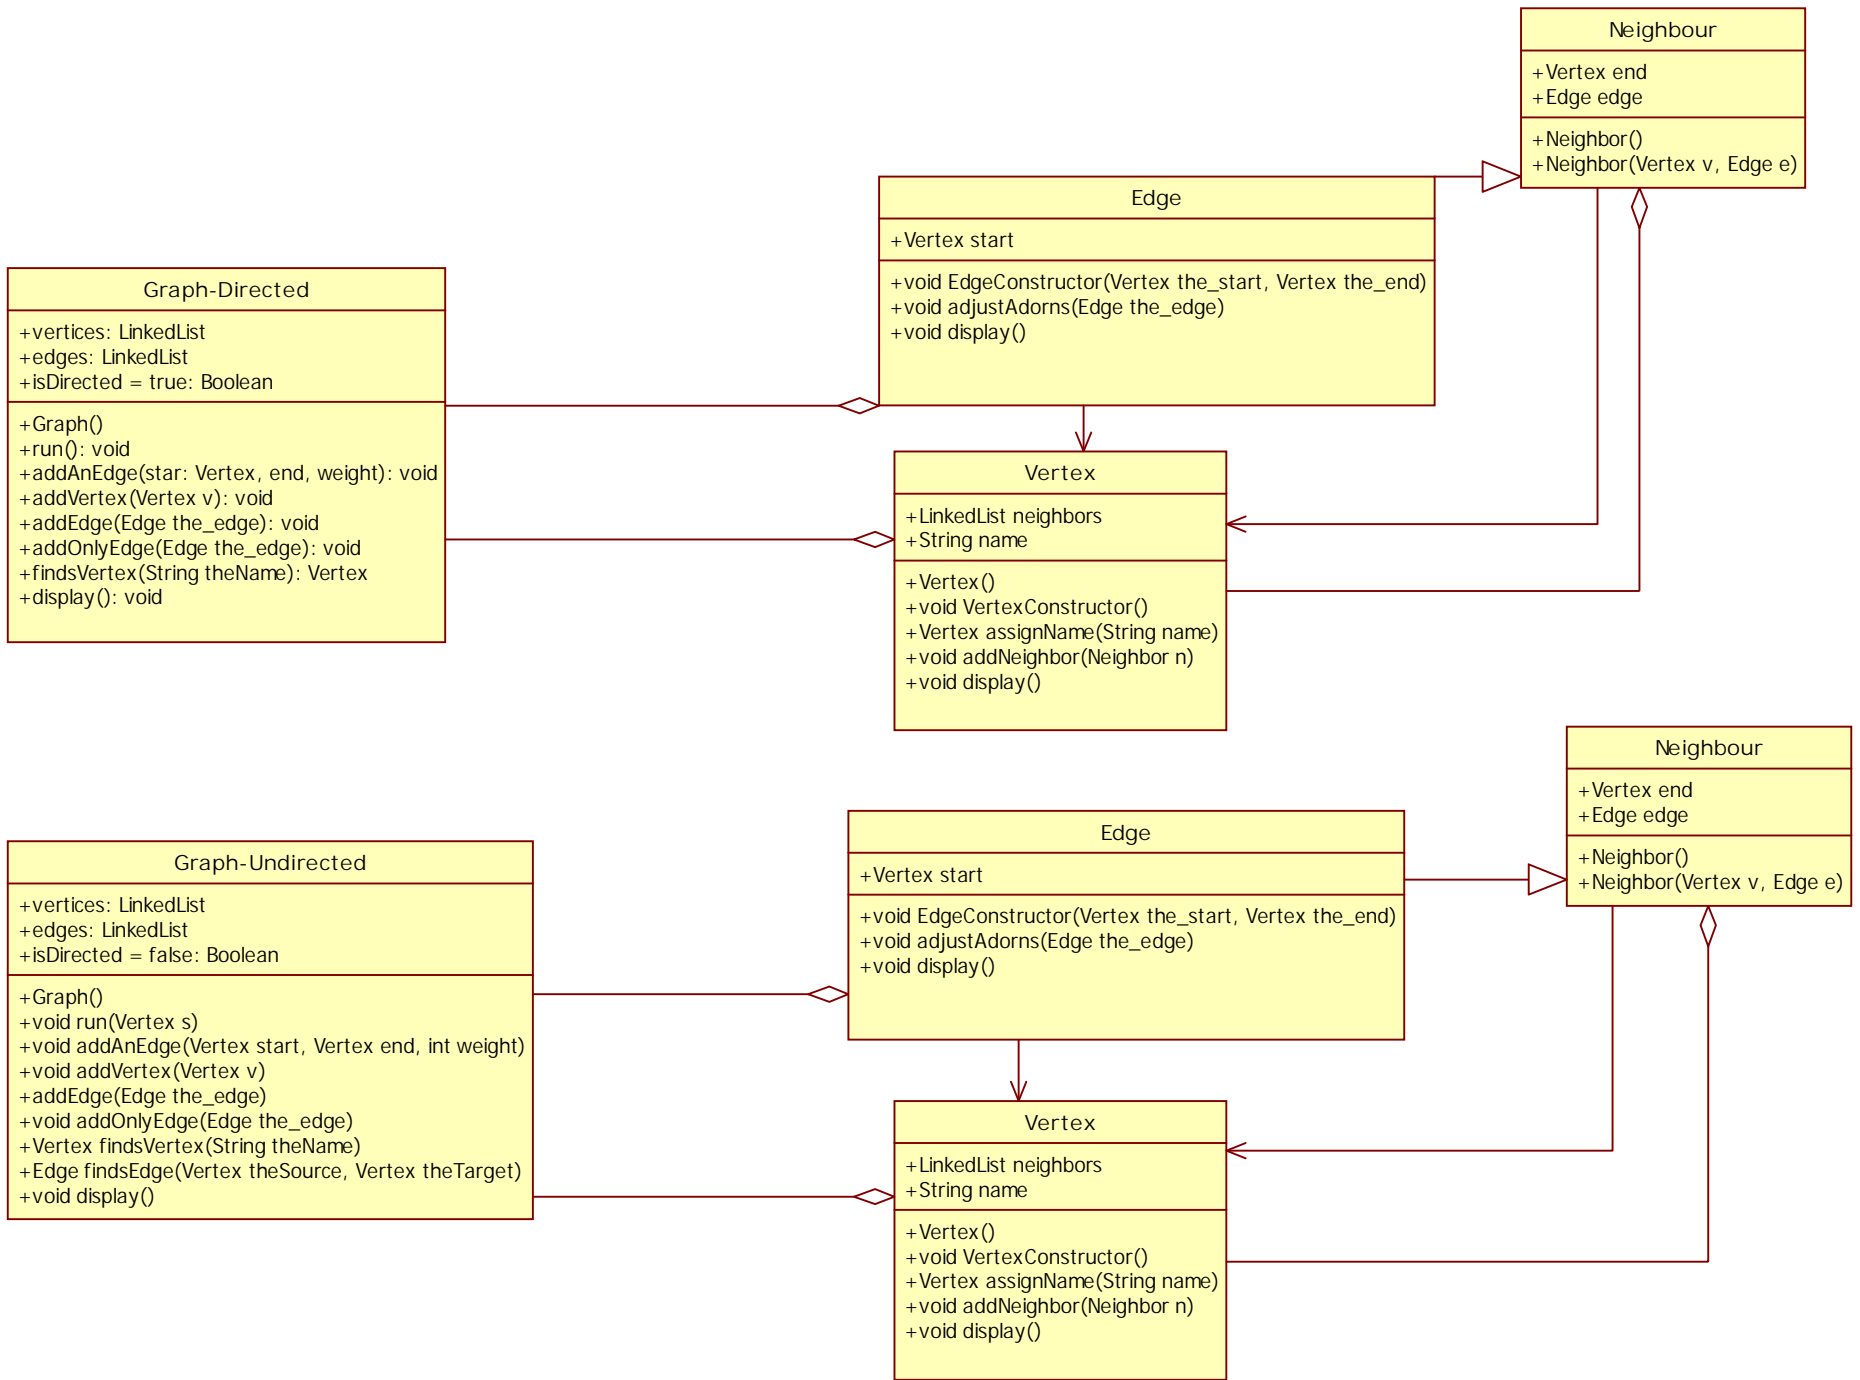 Neighbour
+Vertex end
+Edge edge
+Neighbor()
+Neighbor(Vertex v, Edge e)
Edge
+Vertex start
+void EdgeConstructor(Vertex the_start, Vertex the_end)
+void adjustAdorns(Edge the_edge)
+void display()
Graph-Directed
+vertices: LinkedList
+edges: LinkedList
+isDirected = true: Boolean
+Graph()
+run(): void
+addAnEdge(star: Vertex, end, weight): void
+addVertex(Vertex v): void
+addEdge(Edge the_edge): void
+addOnlyEdge(Edge the_edge): void
+findsVertex(String theName): Vertex
+display(): void
Vertex
+LinkedList neighbors
+String name
+Vertex()
+void VertexConstructor()
+Vertex assignName(String name)
+void addNeighbor(Neighbor n)
+void display()
Neighbour
+Vertex end
+Edge edge
+Neighbor()
+Neighbor(Vertex v, Edge e)
Edge
+Vertex start
+void EdgeConstructor(Vertex the_start, Vertex the_end)
+void adjustAdorns(Edge the_edge)
+void display()
Graph-Undirected
+vertices: LinkedList
+edges: LinkedList
+isDirected = false: Boolean
+Graph()
+void run(Vertex s)
+void addAnEdge(Vertex start, Vertex end, int weight)
+void addVertex(Vertex v)
+addEdge(Edge the_edge)
+void addOnlyEdge(Edge the_edge)
+Vertex findsVertex(String theName)
+Edge findsEdge(Vertex theSource, Vertex theTarget)
+void display()
Vertex
+LinkedList neighbors
+String name
+Vertex()
+void VertexConstructor()
+Vertex assignName(String name)
+void addNeighbor(Neighbor n)
+void display()